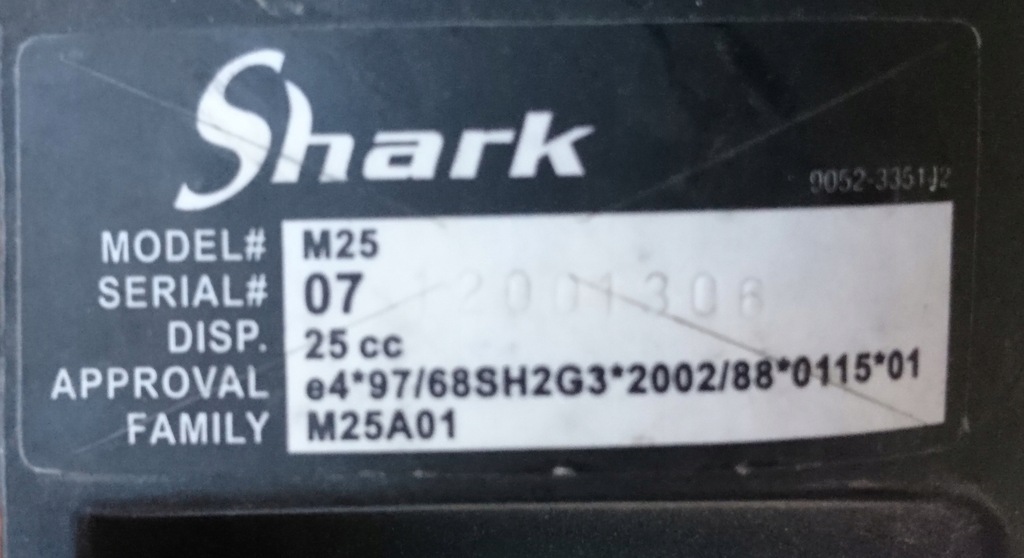 Shark
9052-3351J2
MODEL# M25
SERIAL# 07 12001306
DISP. 25 cc
APPROVAL e4*97/68SH2G3*2002/88*0115*01
FAMILY M25A01